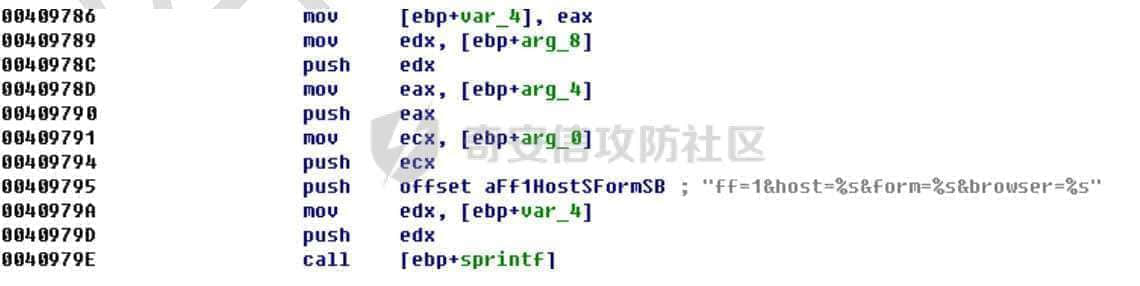 00409786 mov [ebp+var_4], eax
00409789 mov edx, [ebp+arg_8]
0040978C push edx
0040978D mov eax, [ebp+arg_4]
00409790 push eax
00409791 mov ecx, [ebp+arg_0]
奇安信攻防社区
00409794 push ecx
00409795 push offset aFf1HostSFormSB ; "ff=1&host=%s&form=%s&browser=%s"
0040979A mov edx, [ebp+var_4]
0040979D push edx
0040979E call [ebp+sprintf]